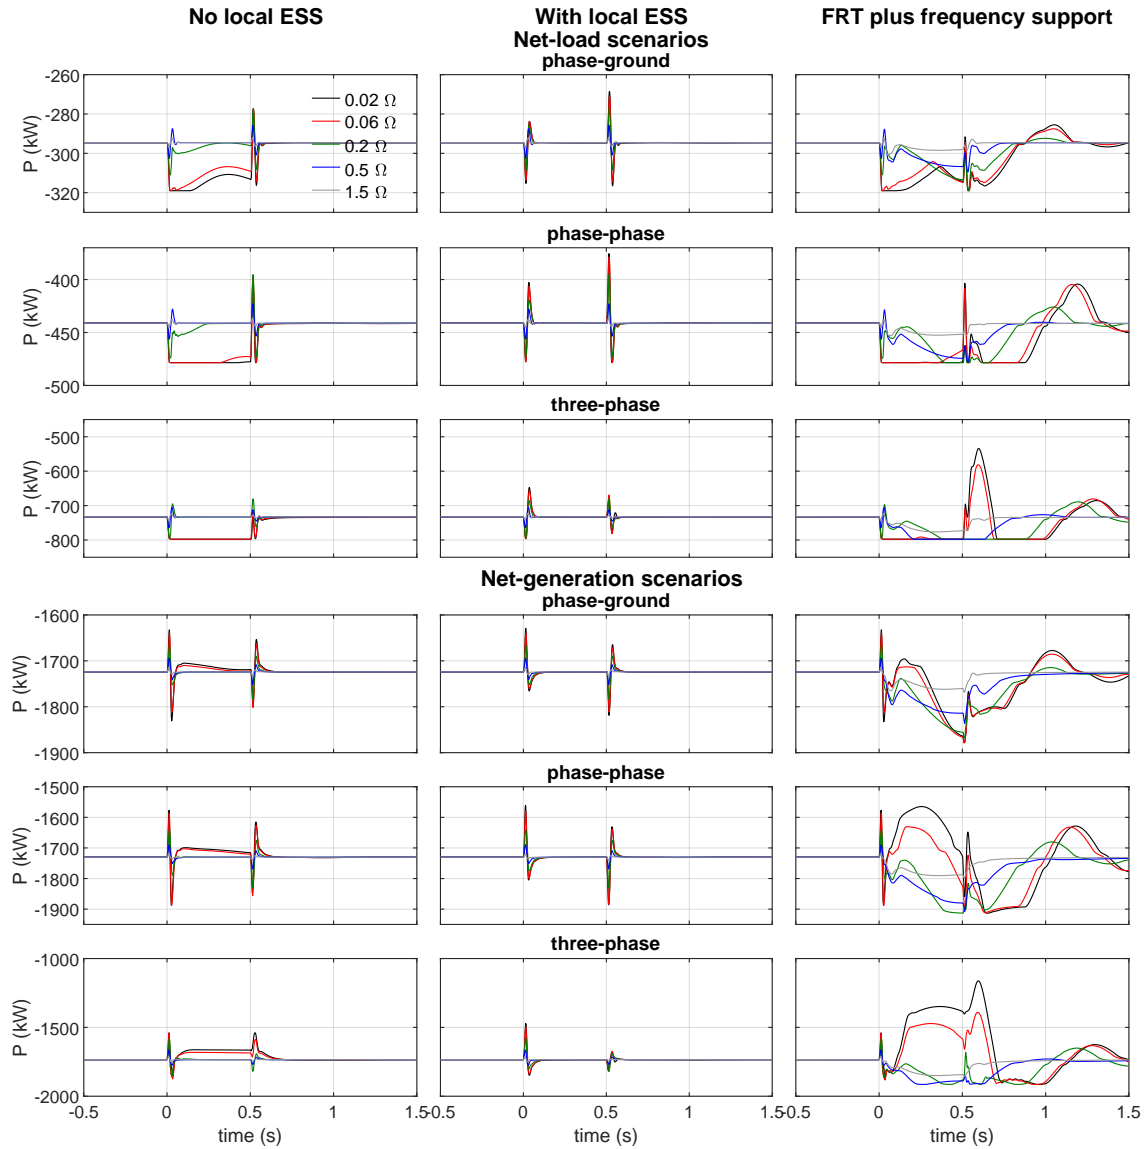 No local ESS
With local ESS
FRT plus frequency support
Net-load scenarios
phase-ground
-260
-280
-300
-320
P (kW)
0.02 Ω
0.06 Ω
0.2 Ω
0.5 Ω
1.5 Ω
phase-phase
-400
-450
-500
P (kW)
three-phase
-500
-600
-700
-800
P (kW)
Net-generation scenarios
phase-ground
-1600
-1700
-1800
-1900
P (kW)
phase-phase
-1500
-1600
-1700
-1800
-1900
P (kW)
three-phase
-1000
-1500
-2000
P (kW)
-0.5 0 0.5 1 1.5
0 0.5 1 1.5
-0.5 0 0.5 1 1.5
time (s)
time (s)
time (s)